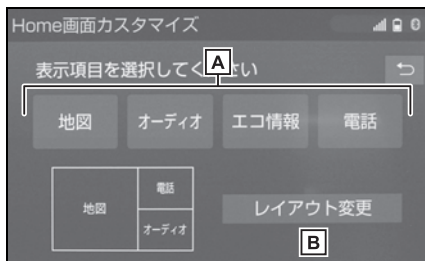 Home画面カスタマイズ
表示項目を選択してください
A
地図 オーディオ エコ情報 電話
地図 電話
オーディオ
レイアウト変更
B